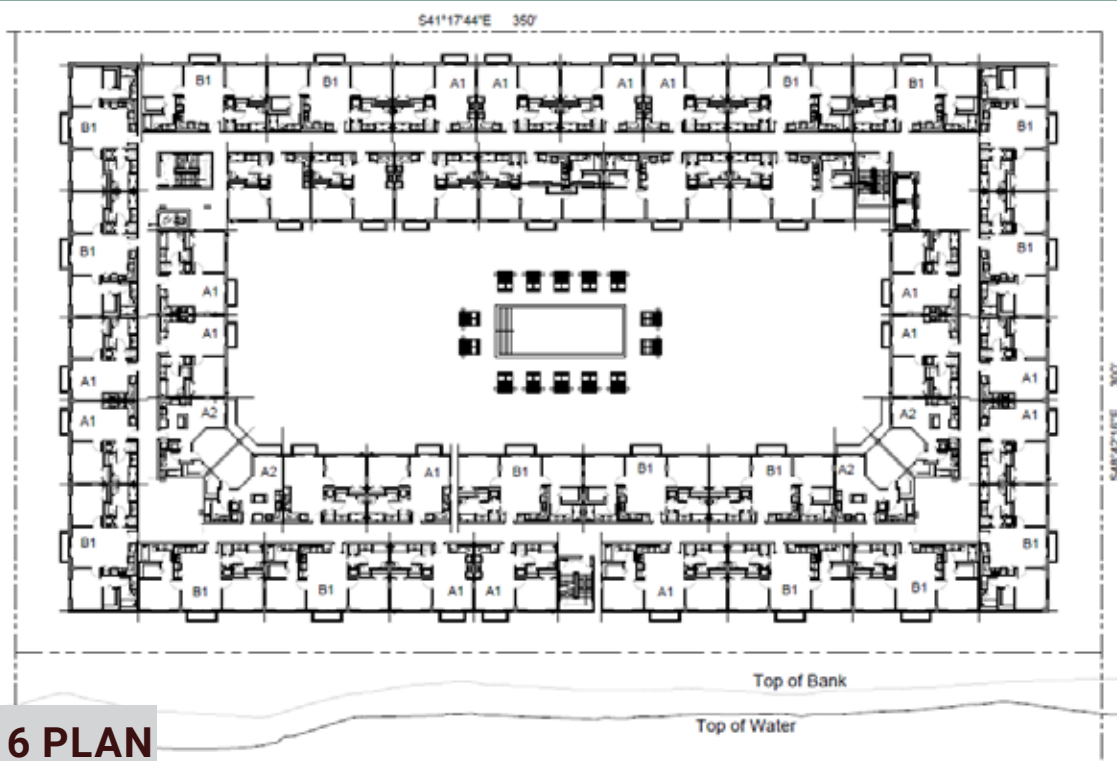 S41°17'44"E 350'
B1 B1 A1 A1 A1 A1 B1 B1
B1 B1
B1 B1
A1 A1
A1 A1
A1 A1
A2 A2
A1 A1
A2 A1 B1 B1 B1 A2
B1 B1
B1 B1 A1 A1 A1 B1 B1
300'
Top of Bank
Top of Water
6 PLAN